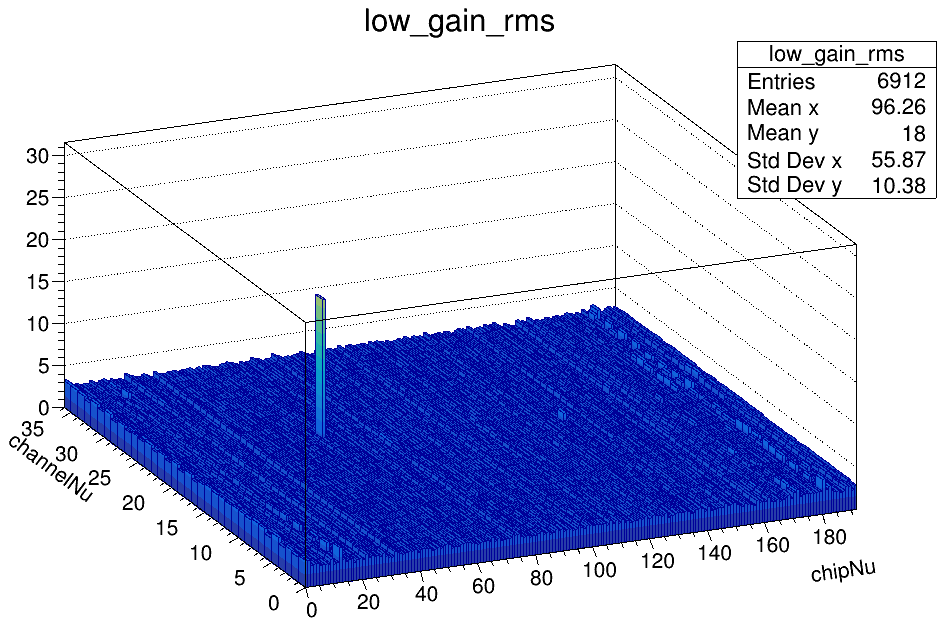 low_gain_rms
low_gain_rms
Entries 6912
Mean x 96.26
Mean y 18
Std Dev x 55.87
Std Dev y 10.38
30
25
20
15
10
5
0
35
30
25
20
15
10
5
0
channelNu
0
20
40
60
80
100
120
140
160
180
chipNu